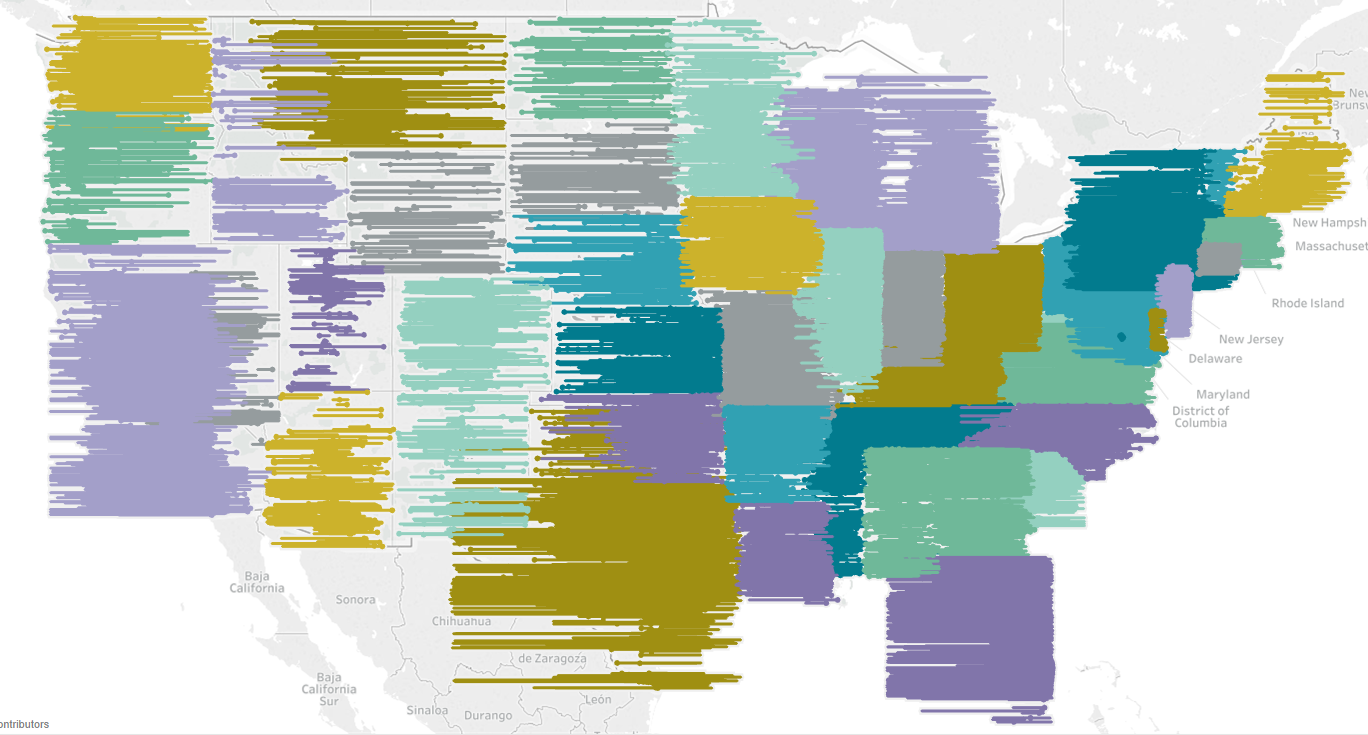 New
Bruns
New Hampsh
Massachuset
Rhode Island
New Jersey
Delaware
Maryland
District of
Columbia
Baja
California
Sonora
Chihuahua
de Zaragoza
Baja
California
Sur
León
Sinaloa
Durango
ontributors